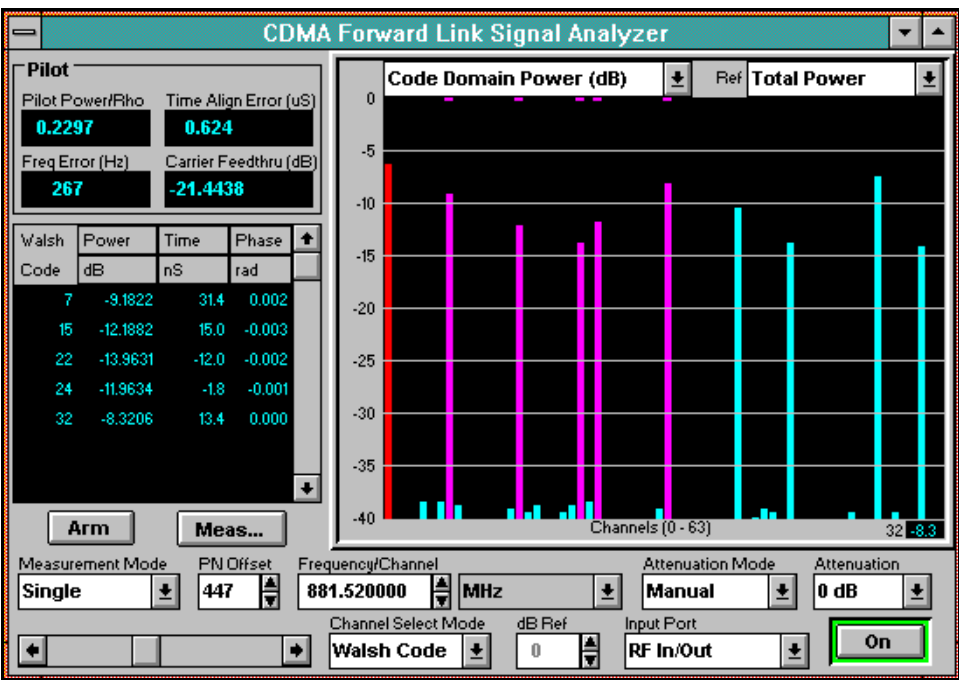 CDMA Forward Link Signal Analyzer
Pilot
Pilot Power/Rho Time Align Error (uS)
0.2297 0.624
Freq Error (Hz) Carrier Feedthru (dB)
267 -21.4438
Walsh Power Time Phase
Code dB nS rad
7 -9.1822 31.4 0.002
15 -12.1882 15.0 -0.003
22 -13.9631 -12.0 -0.002
24 -11.9634 -1.8 -0.001
32 -8.3206 13.4 0.000
Arm Meas...
Code Domain Power (dB) Ref Total Power
0
-5
-10
-15
-20
-25
-30
-35
-40
Channels (0 - 63) 32 -8.3
Measurement Mode PN Offset Frequency/Channel Attenuation Mode Attenuation
Single 447 881.520000 MHz Manual 0 dB
Channel Select Mode dB Ref Input Port
Walsh Code 0 RF In/Out On